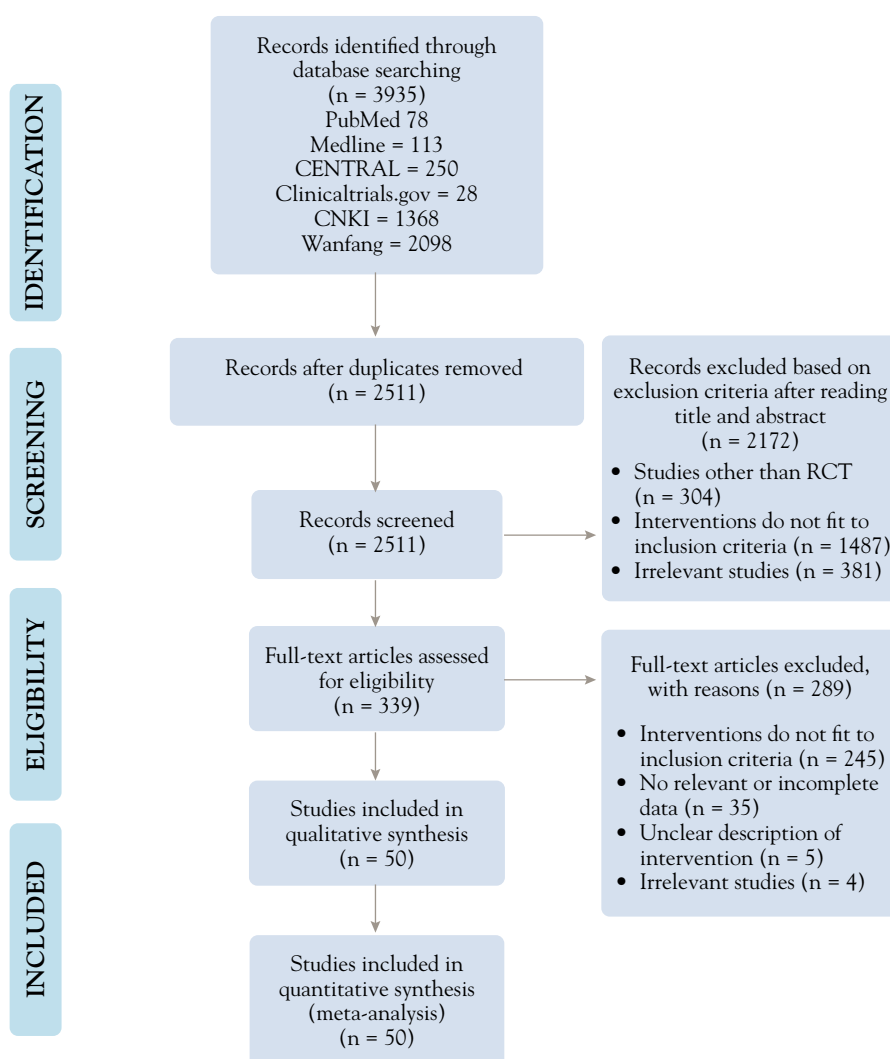 IDENTIFICATION
Records identified through
database searching
(n = 3935)
PubMed 78
Medline = 113
CENTRAL = 250
Clinicaltrials.gov = 28
CNKI = 1368
Wanfang = 2098
SCREENING
Records after duplicates removed
(n = 2511)
Records excluded based on
exclusion criteria after reading
title and abstract
(n = 2172)
• Studies other than RCT
(n = 304)
• Interventions do not fit to
inclusion criteria (n = 1487)
• Irrelevant studies (n = 381)
Records screened
(n = 2511)
ELIGIBILITY
Full-text articles assessed
for eligibility
(n = 339)
Full-text articles excluded,
with reasons (n = 289)
• Interventions do not fit to
inclusion criteria (n = 245)
• No relevant or incomplete
data (n = 35)
• Unclear description of
intervention (n = 5)
• Irrelevant studies (n = 4)
Studies included in
qualitative synthesis
(n = 50)
INCLUDED
Studies included in
quantitative synthesis
(meta-analysis)
(n = 50)